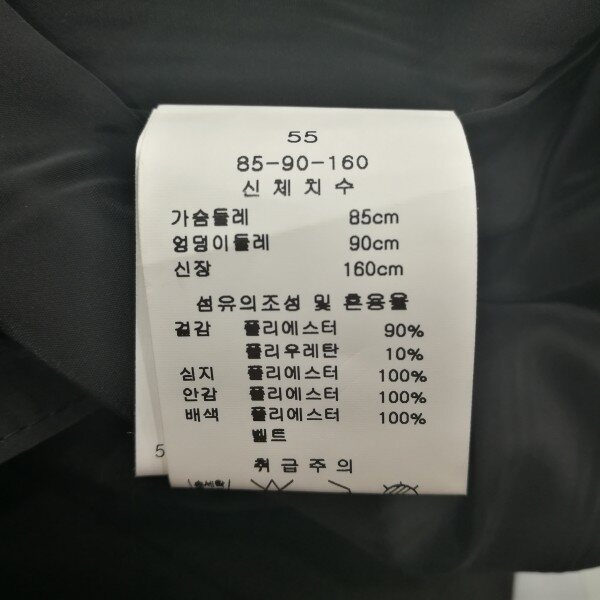 55
85-90-160
신체치수
가슴둘레 85cm
엉덩이둘레 90cm
신장 160cm
섬유의조성 및 혼용율
겉감 폴리에스터 90%
폴리우레탄 10%
심지 폴리에스터 100%
안감 폴리에스터 100%
배색 폴리에스터 100%
벨트
5
취급주의